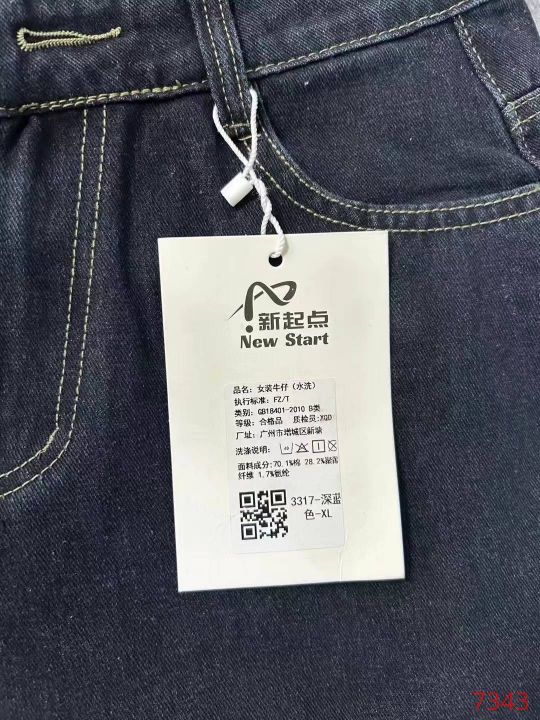 新起点
New Start
品名：女装牛仔（水洗）
执行标准：FZ/T
类别：GB18401-2010 B类
等级：合格品 质检员:XQD
厂址：广州市增城区新塘
洗涤说明：
面料成分:70.1%棉 28.2%聚酯
纤维 1.7%氨纶
3317-深蓝
色-XL
7343